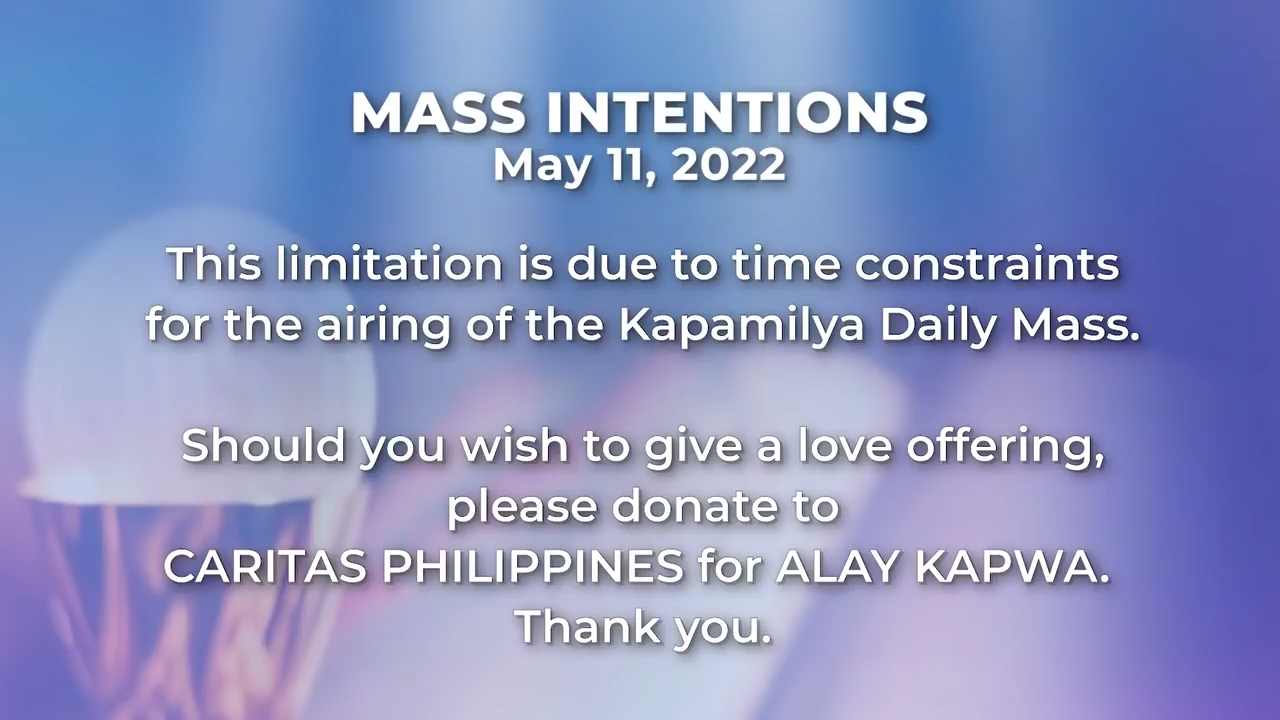 MASS INTENTIONS
May 11, 2022
This limitation is due to time constraints
for the airing of the Kapamilya Daily Mass.
Should you wish to give a love offering,
please donate to
CARITAS PHILIPPINES for ALAY KAPWA.
Thank you.